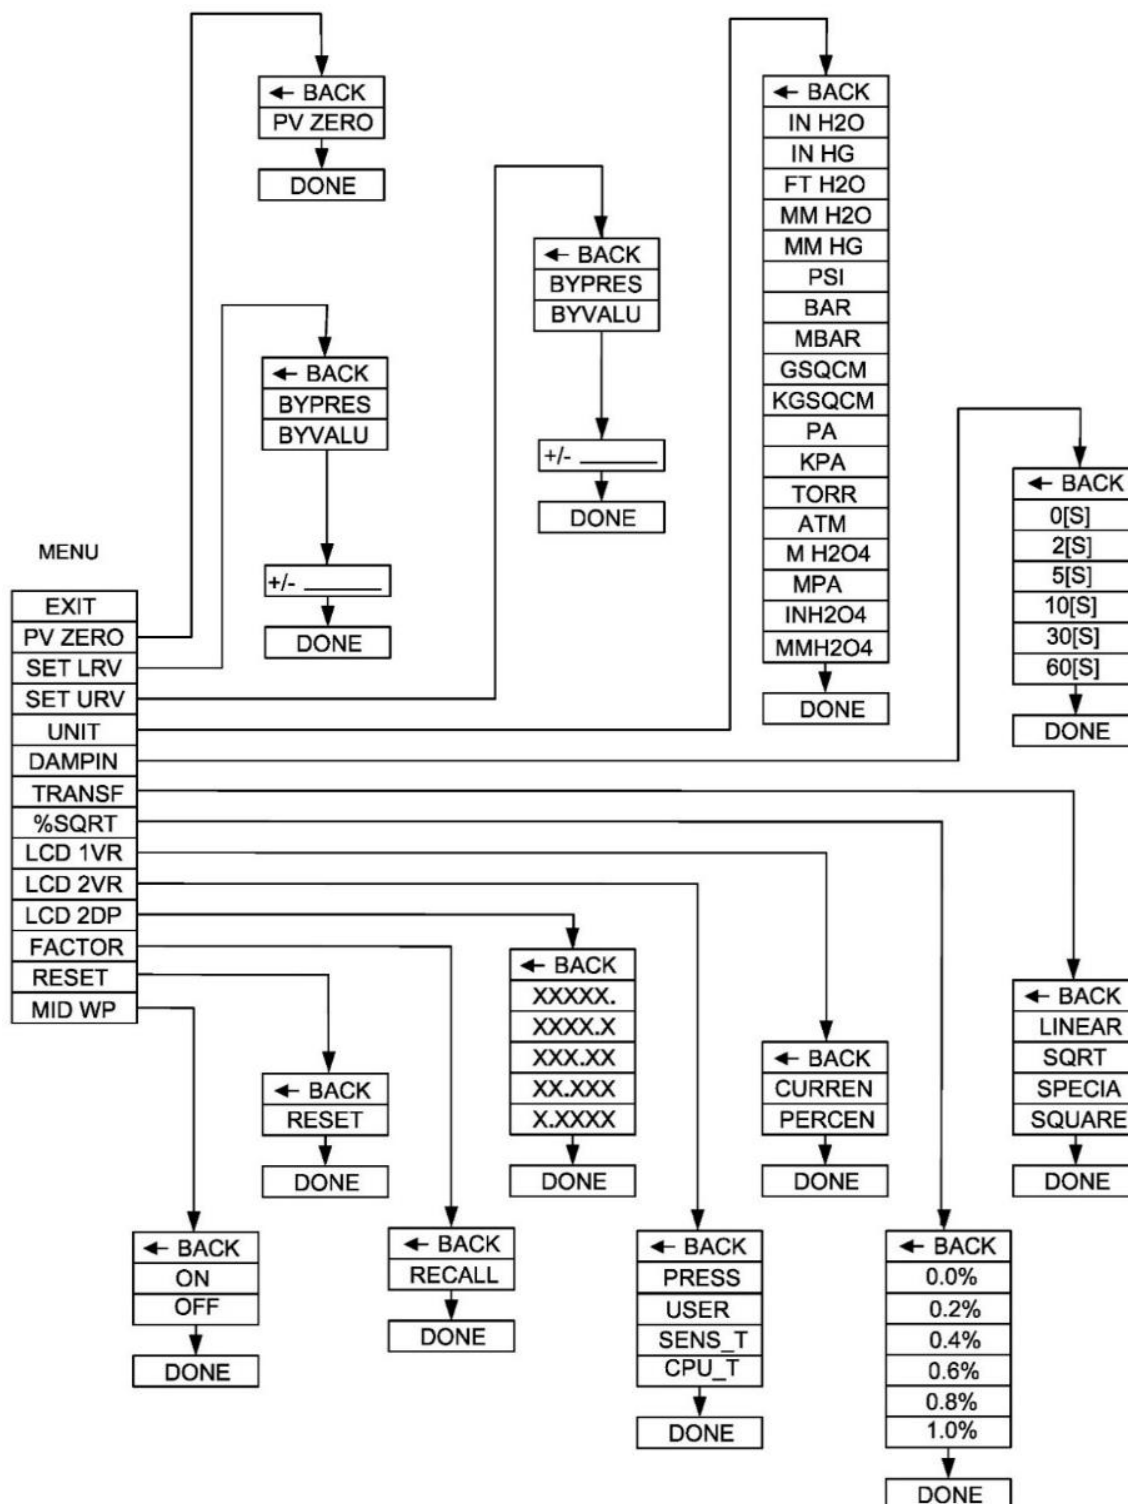 ← BACK
PV ZERO
DONE
← BACK
BYPRES
BYVALU
+/- ________
DONE
← BACK
IN H2O
IN HG
FT H2O
MM H2O
MM HG
PSI
BAR
MBAR
GSQCM
KGSQCM
PA
KPA
TORR
ATM
M H2O4
MPA
INH2O4
MMH2O4
DONE
← BACK
BYPRES
BYVALU
+/- ________
DONE
← BACK
0[S]
2[S]
5[S]
10[S]
30[S]
60[S]
DONE
MENU
EXIT
PV ZERO
SET LRV
SET URV
UNIT
DAMPIN
TRANSF
%SQRT
LCD 1VR
LCD 2VR
LCD 2DP
FACTOR
RESET
MID WP
← BACK
XXXXX.
XXXX.X
XXX.XX
XX.XXX
X.XXXX
DONE
← BACK
LINEAR
SQRT
SPECIA
SQUARE
DONE
← BACK
CURREN
PERCEN
DONE
← BACK
RESET
DONE
← BACK
ON
OFF
DONE
← BACK
RECALL
DONE
← BACK
PRESS
USER
SENS_T
CPU_T
DONE
← BACK
0.0%
0.2%
0.4%
0.6%
0.8%
1.0%
DONE